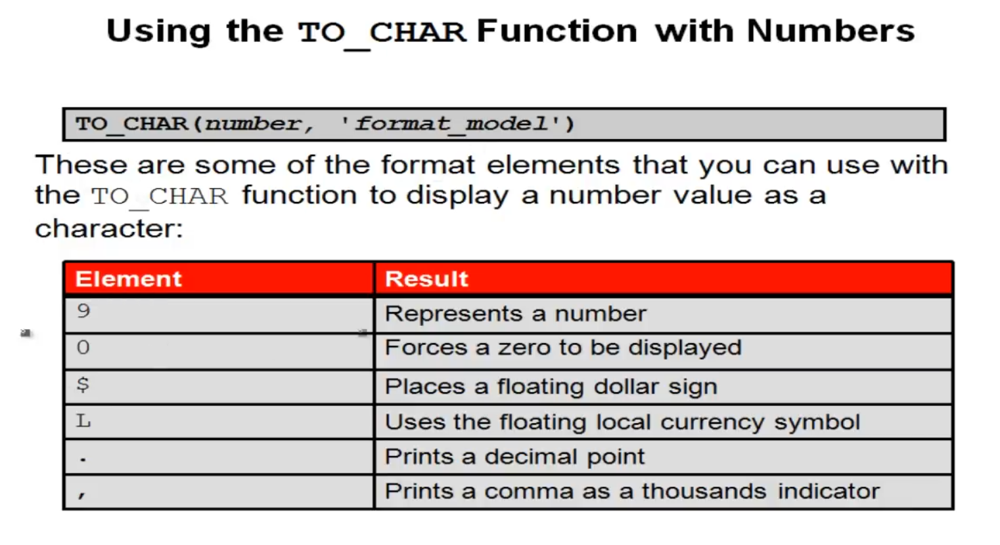 Using the TO_CHAR Function with Numbers
TO_CHAR(number, 'format_model')
These are some of the format elements that you can use with
the TO_CHAR function to display a number value as a
character:
Element Result
9 Represents a number
0 Forces a zero to be displayed
$ Places a floating dollar sign
L Uses the floating local currency symbol
. Prints a decimal point
, Prints a comma as a thousands indicator